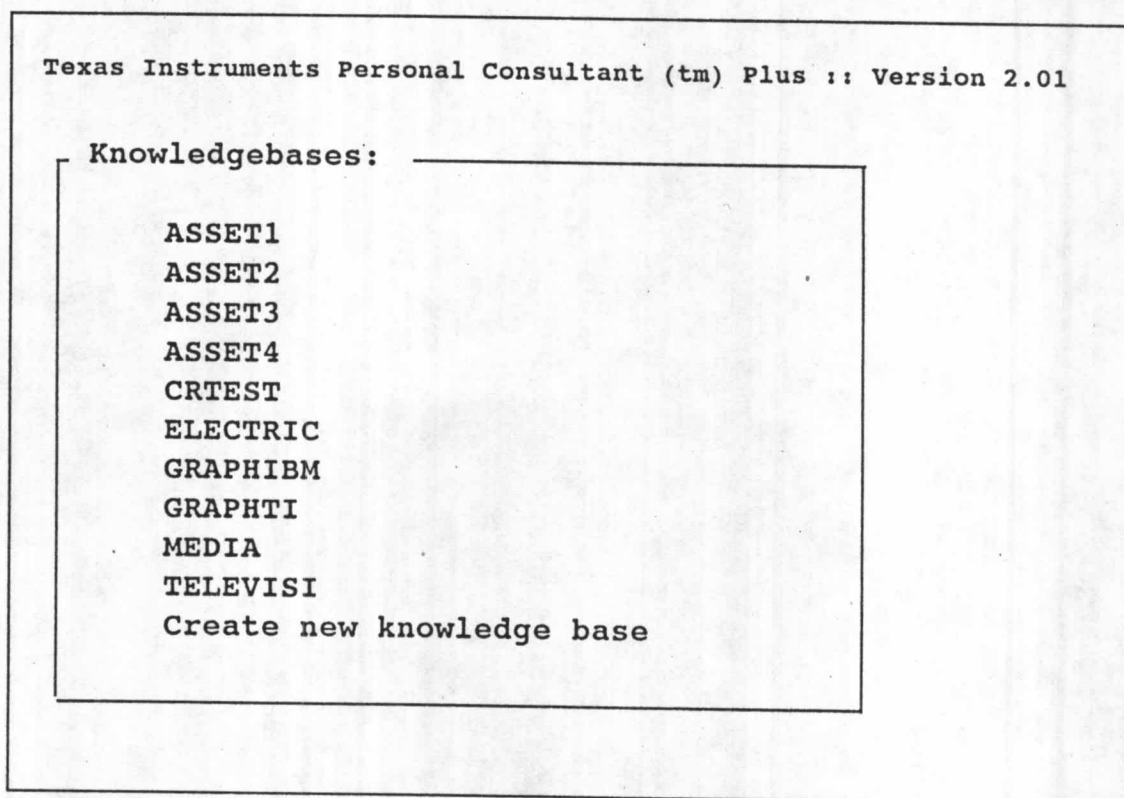 Texas Instruments Personal Consultant (tm) Plus :: Version 2.01
Knowledgebases:
ASSET1
ASSET2
ASSET3
ASSET4
CRTEST
ELECTRIC
GRAPHIBM
GRAPHTI
MEDIA
TELEVISI
Create new knowledge base